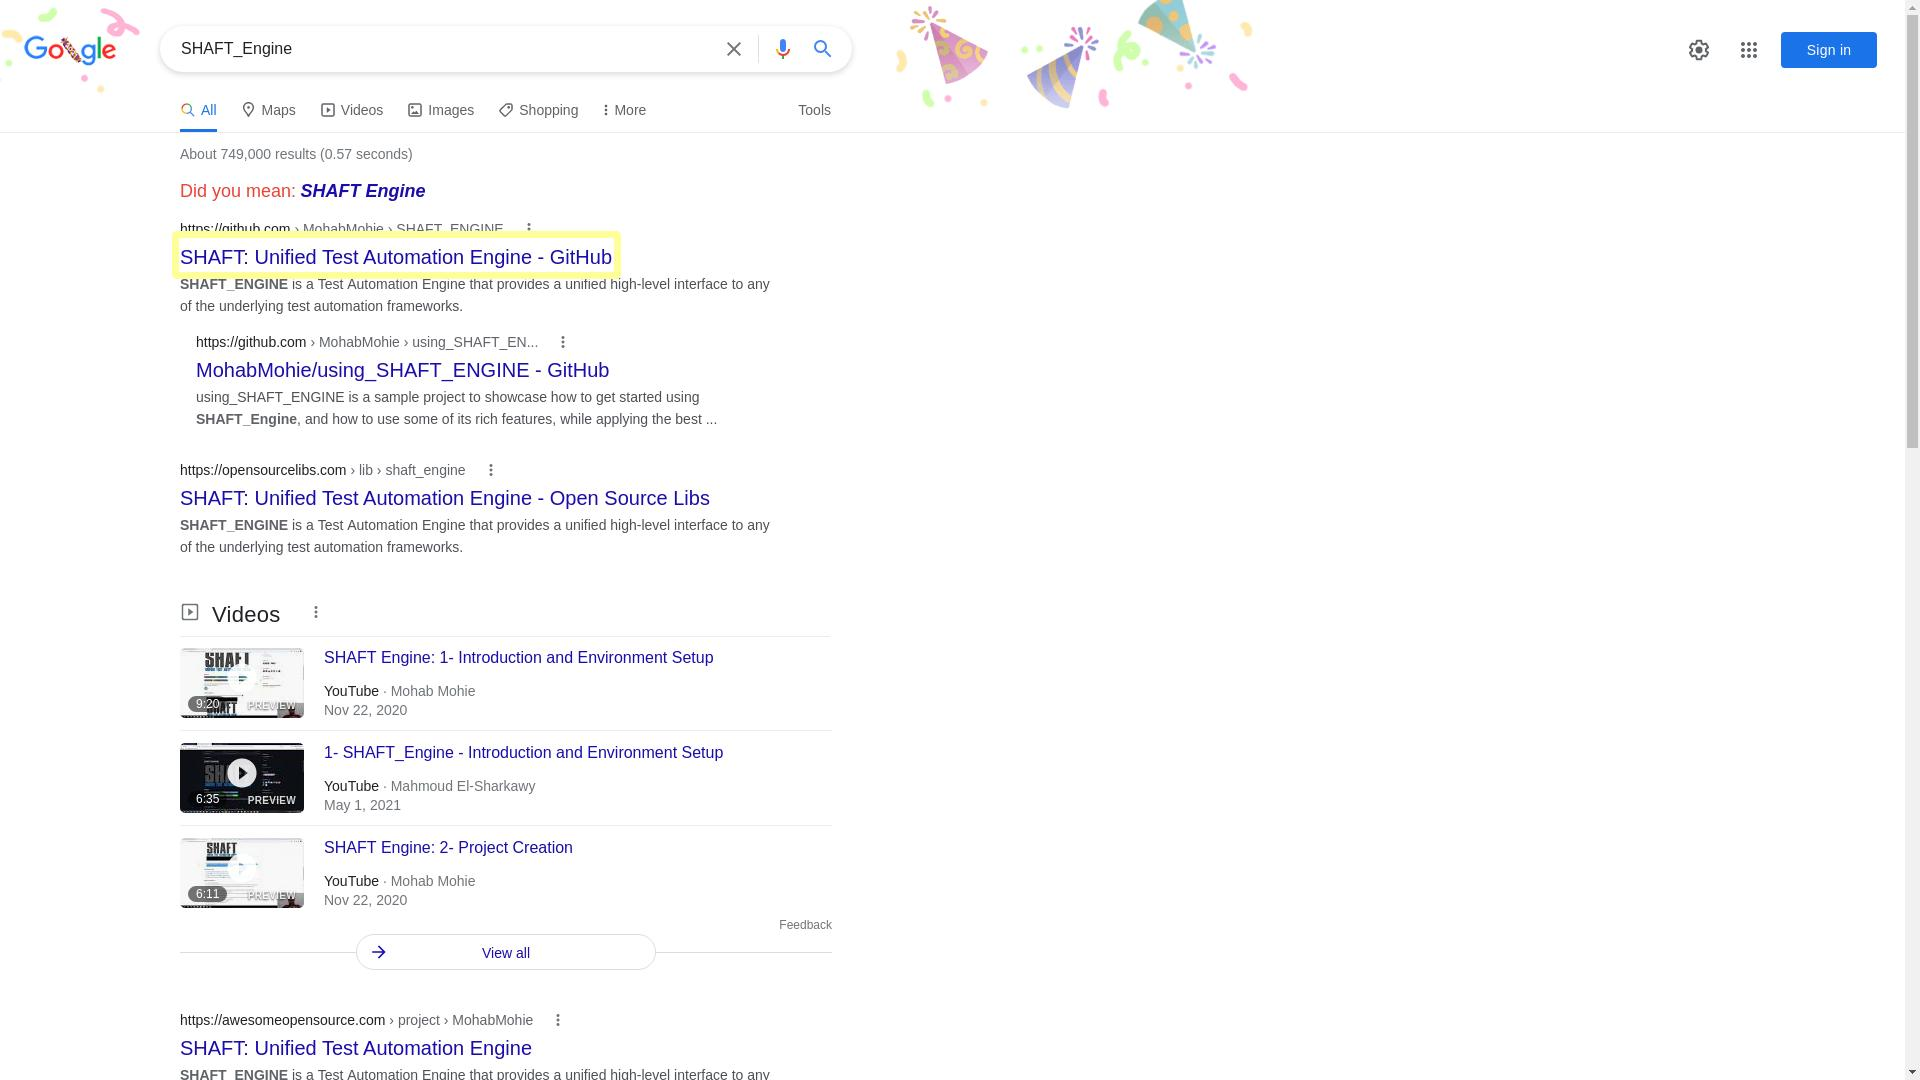 Google
SHAFT_Engine
Sign in
All
Maps
Videos
Images
Shopping
More
Tools
About 749,000 results (0.57 seconds)
Did you mean: SHAFT Engine
https://github.com › MohabMohie › SHAFT_ENGINE
SHAFT: Unified Test Automation Engine - GitHub
SHAFT_ENGINE is a Test Automation Engine that provides a unified high-level interface to any
of the underlying test automation frameworks.
https://github.com › MohabMohie › using_SHAFT_EN...
MohabMohie/using_SHAFT_ENGINE - GitHub
using_SHAFT_ENGINE is a sample project to showcase how to get started using
SHAFT_Engine, and how to use some of its rich features, while applying the best ...
https://opensourcelibs.com › lib › shaft_engine
SHAFT: Unified Test Automation Engine - Open Source Libs
SHAFT_ENGINE is a Test Automation Engine that provides a unified high-level interface to any
of the underlying test automation frameworks.
Videos
SHAFT
9:20
PREVIEW
SHAFT Engine: 1- Introduction and Environment Setup
YouTube · Mohab Mohie
Nov 22, 2020
6:35
PREVIEW
1- SHAFT_Engine - Introduction and Environment Setup
YouTube · Mahmoud El-Sharkawy
May 1, 2021
SHAFT
6:11
PREVIEW
SHAFT Engine: 2- Project Creation
YouTube · Mohab Mohie
Nov 22, 2020
Feedback
View all
https://awesomeopensource.com › project › MohabMohie
SHAFT: Unified Test Automation Engine
SHAFT_ENGINE is a Test Automation Engine that provides a unified high-level interface to any